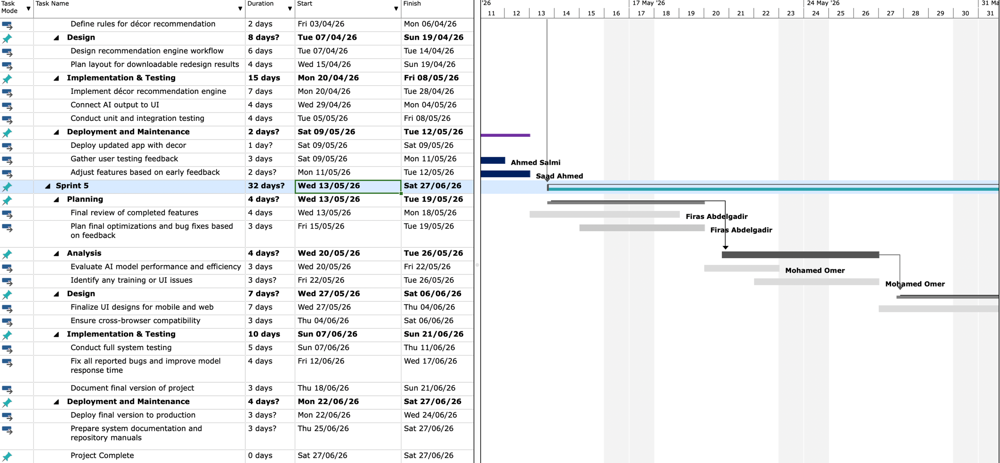 Task Mode	Task Name	Duration	Start	Finish
'26	17 May '26	24 May '26	31 Ma
11 12 13 14 15 16 17 18 19 20 21 22 23 24 25 26 27 28 29 30 31
Define rules for décor recommendation	2 days	Fri 03/04/26	Mon 06/04/26
Design	8 days?	Tue 07/04/26	Sun 19/04/26
Design recommendation engine workflow	6 days	Tue 07/04/26	Tue 14/04/26
Plan layout for downloadable redesign results	4 days	Wed 15/04/26	Sun 19/04/26
Implementation & Testing	15 days	Mon 20/04/26	Fri 08/05/26
Implement décor recommendation engine	7 days	Mon 20/04/26	Tue 28/04/26
Connect AI output to UI	4 days	Wed 29/04/26	Mon 04/05/26
Conduct unit and integration testing	4 days	Tue 05/05/26	Fri 08/05/26
Deployment and Maintenance	2 days?	Sat 09/05/26	Tue 12/05/26
Deploy updated app with decor	1 day?	Sat 09/05/26	Sat 09/05/26
Gather user testing feedback	3 days	Sat 09/05/26	Mon 11/05/26	Ahmed Salmi
Adjust features based on early feedback	2 days?	Mon 11/05/26	Tue 12/05/26	Saad Ahmed
Sprint 5	32 days?	Wed 13/05/26	Sat 27/06/26
Planning	4 days?	Wed 13/05/26	Tue 19/05/26
Final review of completed features	4 days	Wed 13/05/26	Mon 18/05/26	Firas Abdelgadir
Plan final optimizations and bug fixes based	3 days	Fri 15/05/26	Tue 19/05/26	Firas Abdelgadir
on feedback
Analysis	4 days?	Wed 20/05/26	Tue 26/05/26
Evaluate AI model performance and efficiency	3 days	Wed 20/05/26	Fri 22/05/26	Mohamed Omer
Identify any training or UI issues	3 days?	Fri 22/05/26	Tue 26/05/26	Mohamed Omer
Design	7 days?	Wed 27/05/26	Sat 06/06/26
Finalize UI designs for mobile and web	7 days	Wed 27/05/26	Thu 04/06/26
Ensure cross-browser compatibility	3 days	Thu 04/06/26	Sat 06/06/26
Implementation & Testing	10 days	Sun 07/06/26	Sun 21/06/26
Conduct full system testing	5 days	Sun 07/06/26	Thu 11/06/26
Fix all reported bugs and improve model	4 days	Fri 12/06/26	Wed 17/06/26
response time
Document final version of project	3 days	Thu 18/06/26	Sun 21/06/26
Deployment and Maintenance	4 days?	Mon 22/06/26	Sat 27/06/26
Deploy final version to production	3 days?	Mon 22/06/26	Wed 24/06/26
Prepare system documentation and	3 days?	Thu 25/06/26	Sat 27/06/26
repository manuals
Project Complete	0 days	Sat 27/06/26	Sat 27/06/26